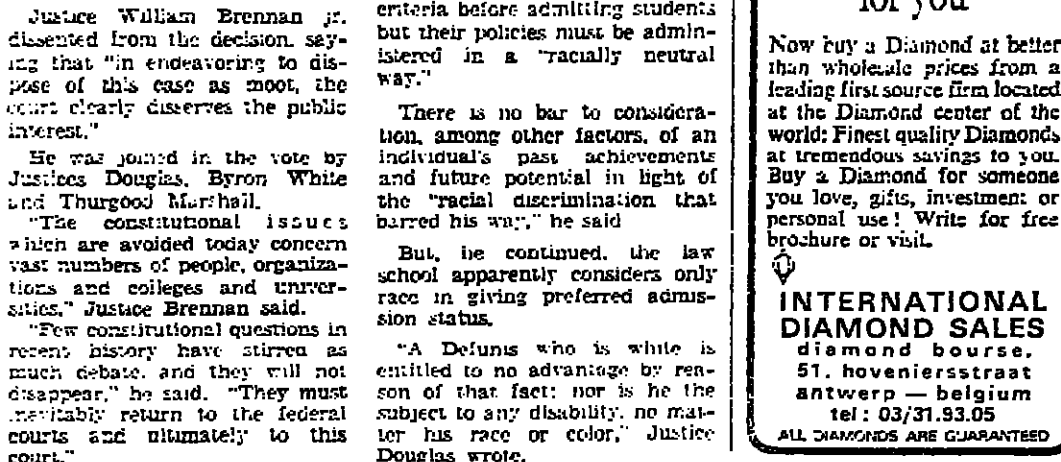 Justice William Brennan jr.
dissented from the decision, say-
ing that "in endeavoring to dis-
pose of this case as moot, the
court clearly disserves the public
interest."
He was joined in the vote by
Justices Douglas, Byron White
and Thurgood Marshall.
"The constitutional issues
which are avoided today concern
vast numbers of people, organiza-
tions and colleges and univer-
sities," Justice Brennan said.
"Few constitutional questions in
recent history have stirred as
much debate, and they will not
disappear," he said. "They must
inevitably return to the federal
courts and ultimately to this
court."
criteria before admitting students
but their policies must be admin-
istered in a "racially neutral
way."
There is no bar to considera-
tion, among other factors, of an
individual's past achievements
and future potential in light of
the "racial discrimination that
barred his way," he said
But, he continued, the law
school apparently considers only
race in giving preferred admis-
sion status.
"A Defunis who is white is
entitled to no advantage by rea-
son of that fact; nor is he the
subject to any disability, no mat-
ter his race or color," Justice
Douglas wrote.
for you
Now buy a Diamond at better
than wholesale prices from a
leading first source firm located
at the Diamond center of the
world; Finest quality Diamonds
at tremendous savings to you.
Buy a Diamond for someone
you love, gifts, investment or
personal use! Write for free
brochure or visit.
INTERNATIONAL
DIAMOND SALES
diamond bourse.
51, hoveniersstraat
antwerp — belgium
tel : 03/31.93.05
ALL DIAMONDS ARE GUARANTEED